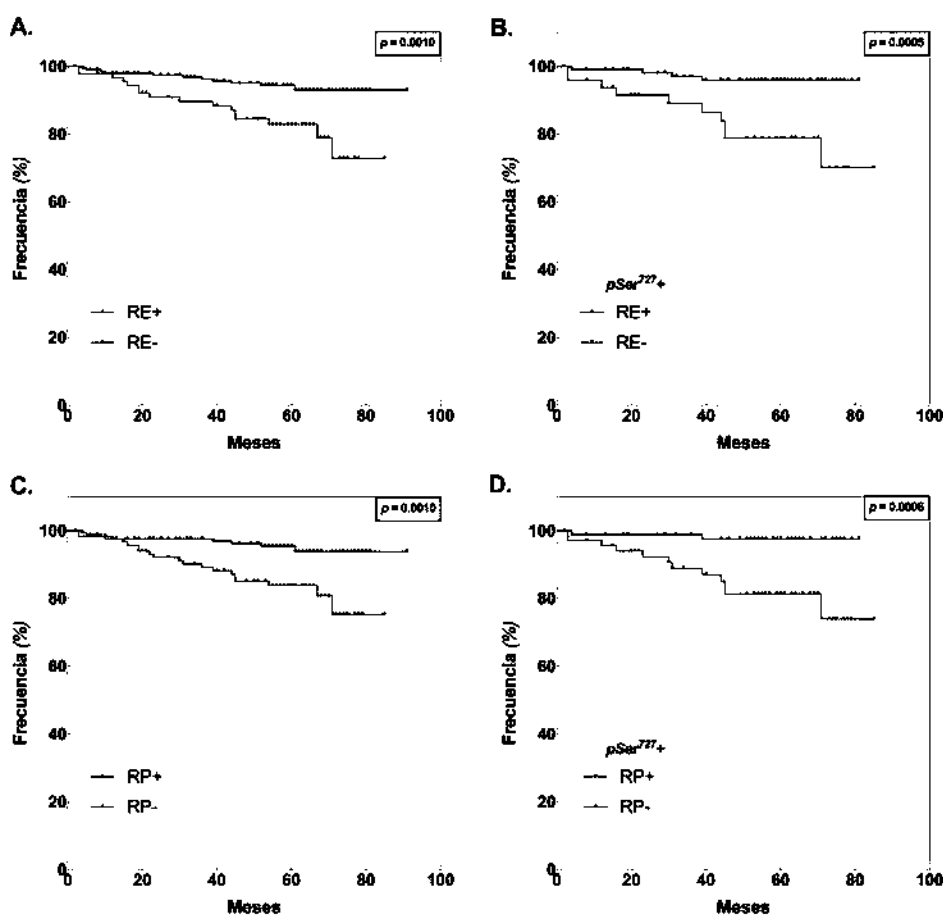 A.
p = 0.0010
100
80
60
40
20
0
Frecuencia (%)
RE+
RE-
0 20 40 60 80 100
Meses
B.
p = 0.0005
100
80
60
40
20
0
Frecuencia (%)
pSer727+
RE+
RE-
0 20 40 60 80 100
Meses
C.
p = 0.0010
100
80
60
40
20
0
Frecuencia (%)
RP+
RP-
0 20 40 60 80 100
Meses
D.
p = 0.0006
100
80
60
40
20
0
Frecuencia (%)
pSer727+
RP+
RP-
0 20 40 60 80 100
Meses